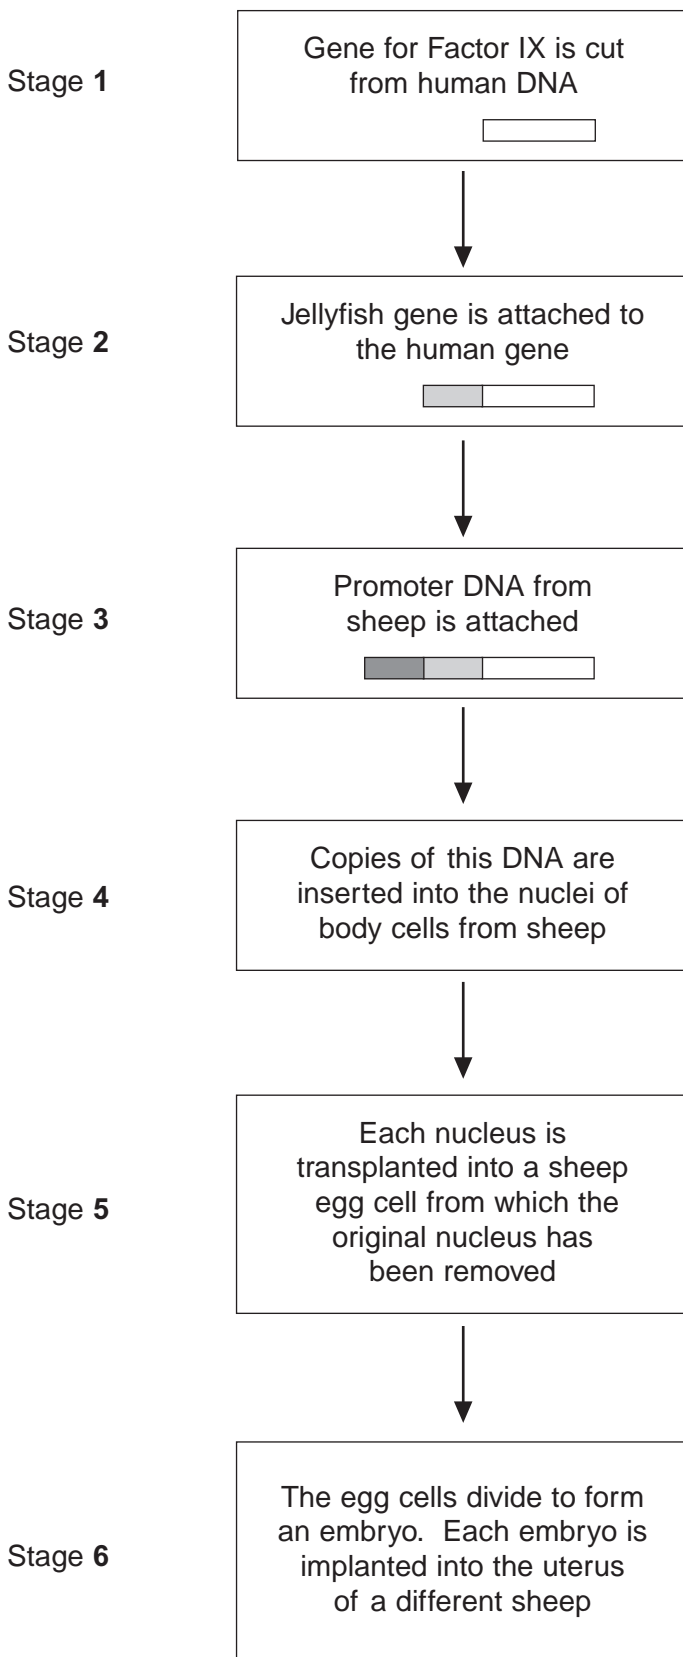 Stage 1
Gene for Factor IX is cut
from human DNA
Stage 2
Jellyfish gene is attached to
the human gene
Stage 3
Promoter DNA from
sheep is attached
Stage 4
Copies of this DNA are
inserted into the nuclei of
body cells from sheep
Stage 5
Each nucleus is
transplanted into a sheep
egg cell from which the
original nucleus has
been removed
Stage 6
The egg cells divide to form
an embryo. Each embryo is
implanted into the uterus
of a different sheep